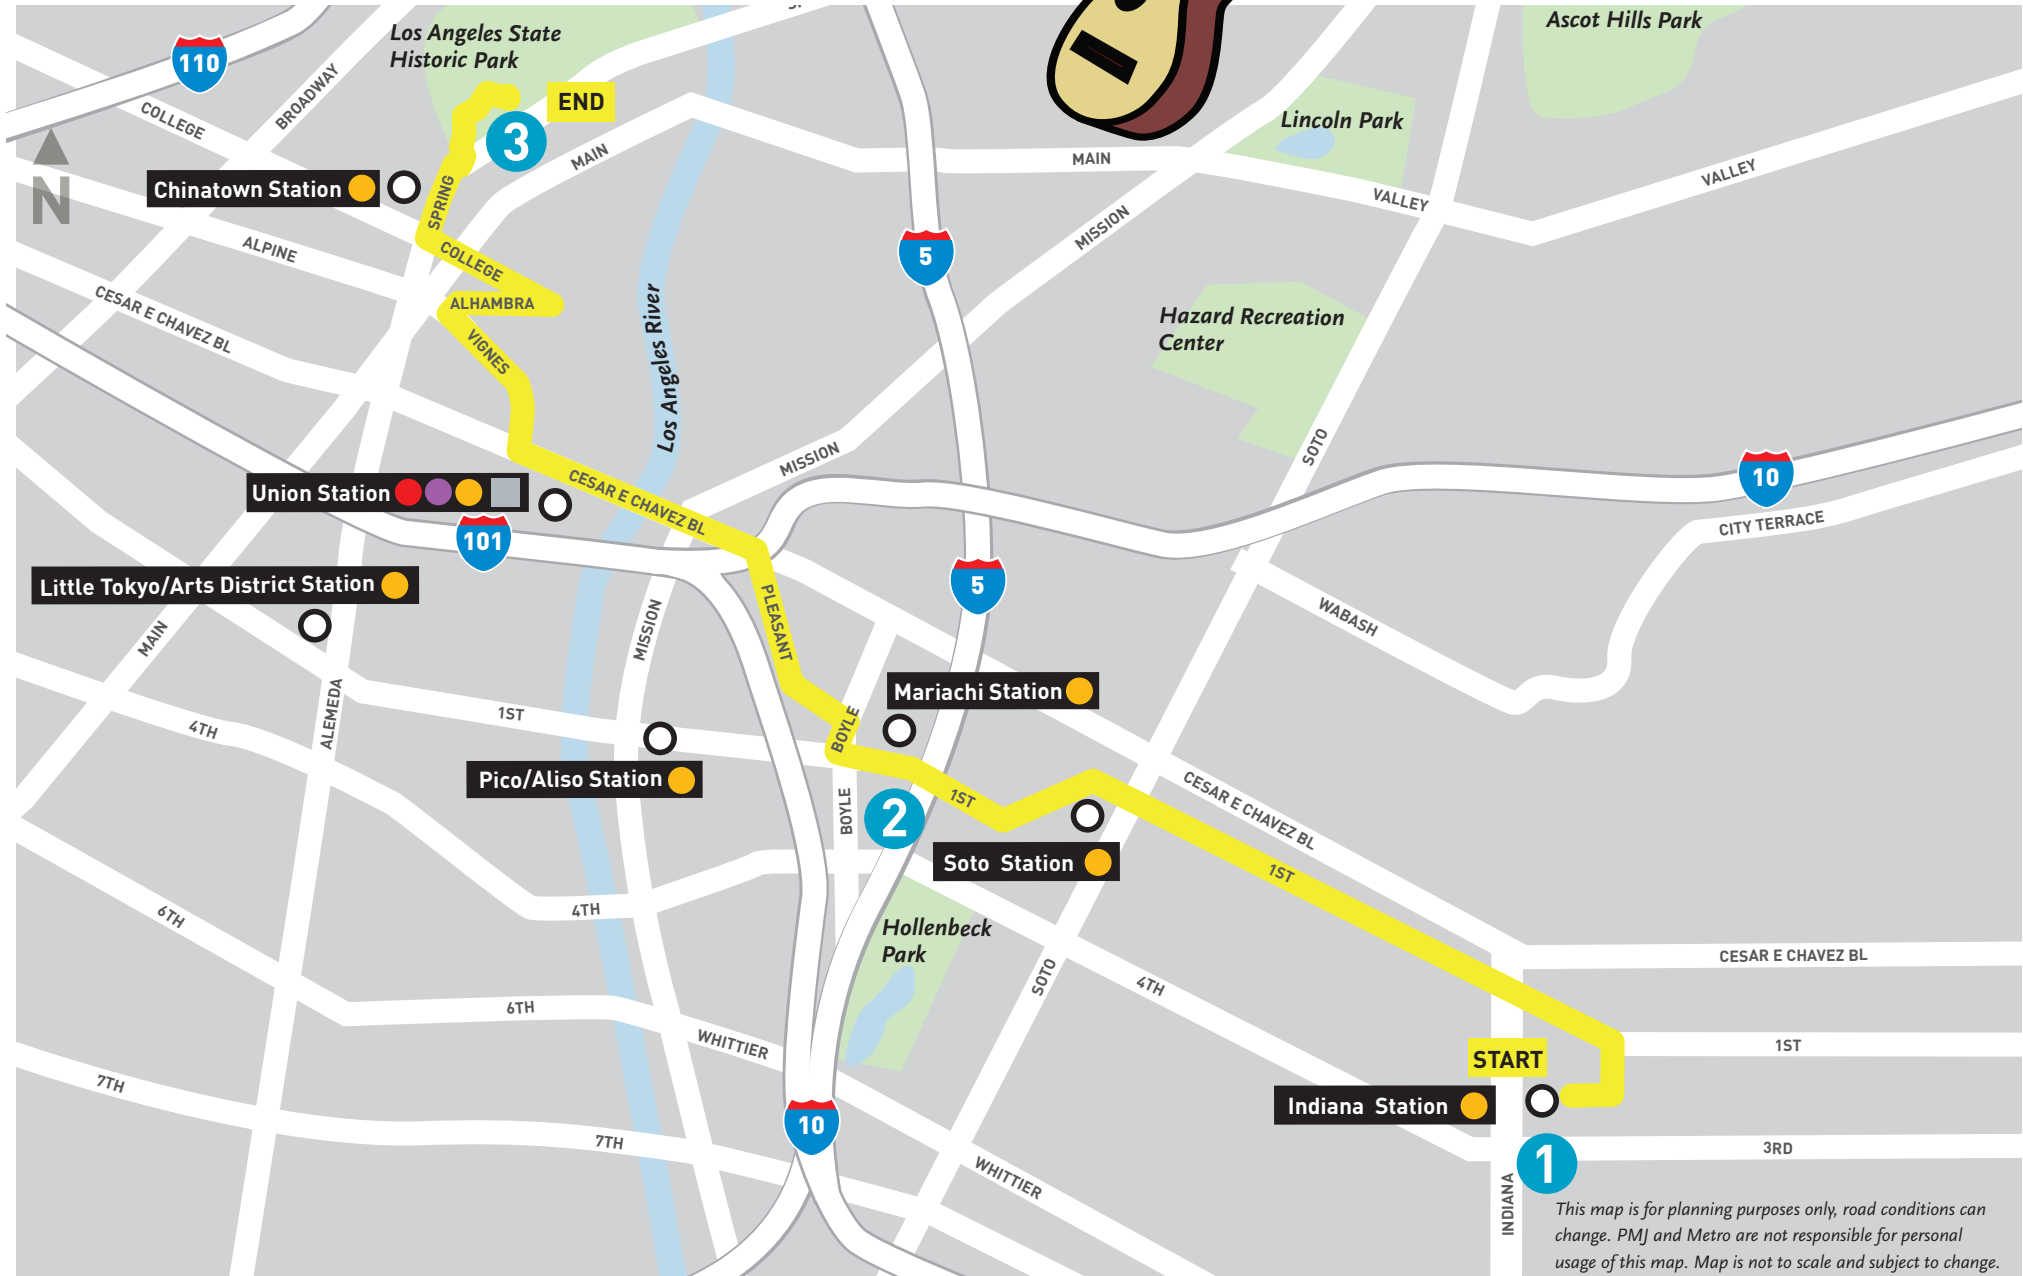 Los Angeles State
Historic Park
Ascot Hills Park
110
COLLEGE
BROADWAY
END
3
MAIN
Lincoln Park
MAIN
VALLEY
VALLEY
Chinatown Station
N
SPRING
MISSION
ALPINE
COLLEGE
5
CESAR E CHAVEZ BL
ALHAMBRA
VIGNES
Los Angeles River
Hazard Recreation
Center
SOTO
MISSION
10
Union Station
CESAR E CHAVEZ BL
101
CITY TERRACE
Little Tokyo/Arts District Station
5
PLEASANT
MISSION
WABASH
MAIN
ALEMEDA
Mariachi Station
1ST
4TH
BOYLE
Pico/Aliso Station
BOYLE
2
1ST
CESAR E CHAVEZ BL
Soto Station
1ST
4TH
6TH
Hollenbeck
Park
SOTO
4TH
CESAR E CHAVEZ BL
6TH
WHITTIER
START
1ST
7TH
Indiana Station
10
7TH
3RD
1
WHITTIER
INDIANA
This map is for planning purposes only, road conditions can
change. PMJ and Metro are not responsible for personal
usage of this map. Map is not to scale and subject to change.